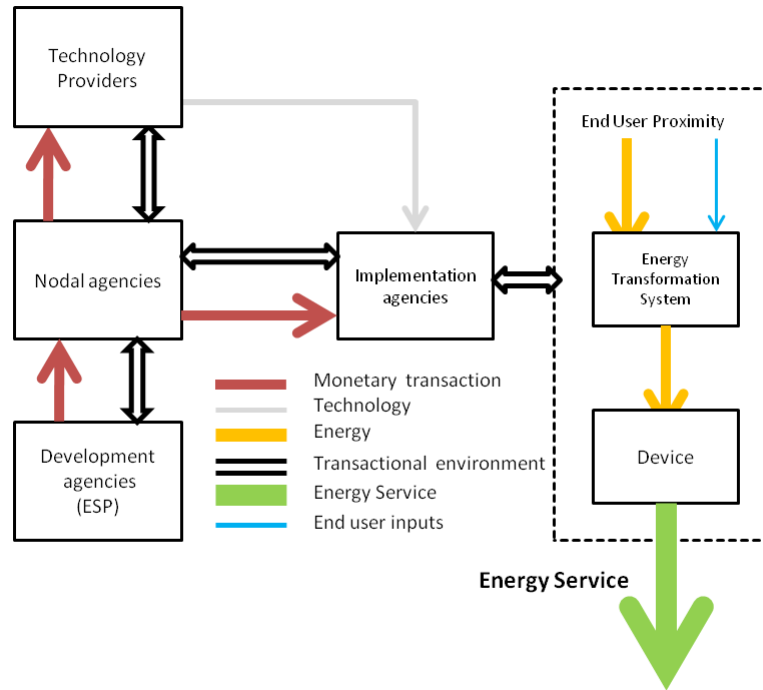 Technology
Providers
End User Proximity
Nodal agencies
Implementation
agencies
Energy
Transformation
System
Monetary transaction
Technology
Energy
Transactional environment
Energy Service
End user inputs
Development
agencies
(ESP)
Device
Energy Service